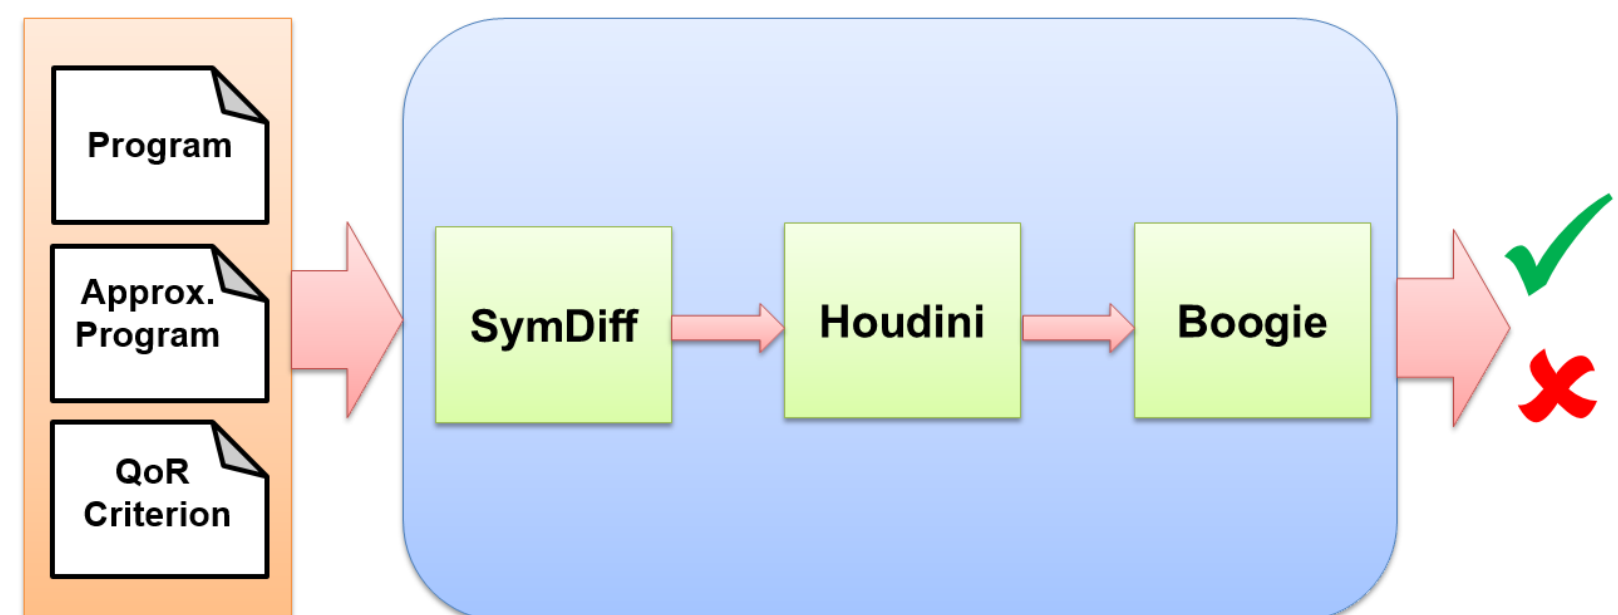 Program
Approx.
Program
QoR
Criterion
SymDiff
Houdini
Boogie